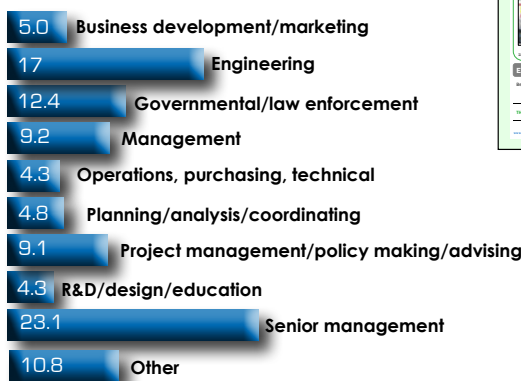 5.0 Business development/marketing
17 Engineering
12.4 Governmental/law enforcement
9.2 Management
4.3 Operations, purchasing, technical
4.8 Planning/analysis/coordinating
9.1 Project management/policy making/advising
4.3 R&D/design/education
23.1 Senior management
10.8 Other